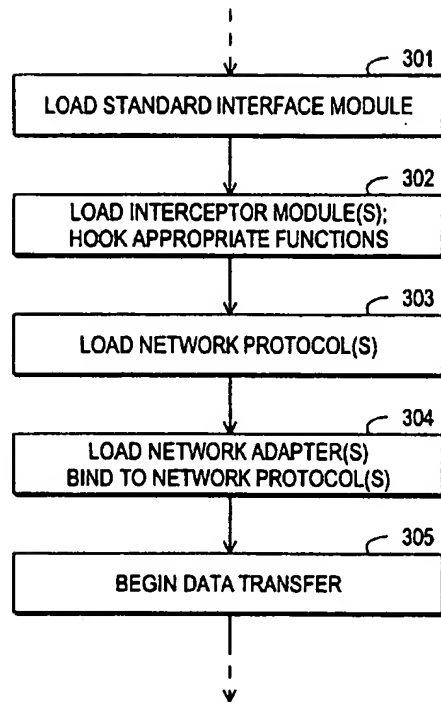 301
LOAD STANDARD INTERFACE MODULE
302
LOAD INTERCEPTOR MODULE(S);
HOOK APPROPRIATE FUNCTIONS
303
LOAD NETWORK PROTOCOL(S)
304
LOAD NETWORK ADAPTER(S)
BIND TO NETWORK PROTOCOL(S)
305
BEGIN DATA TRANSFER